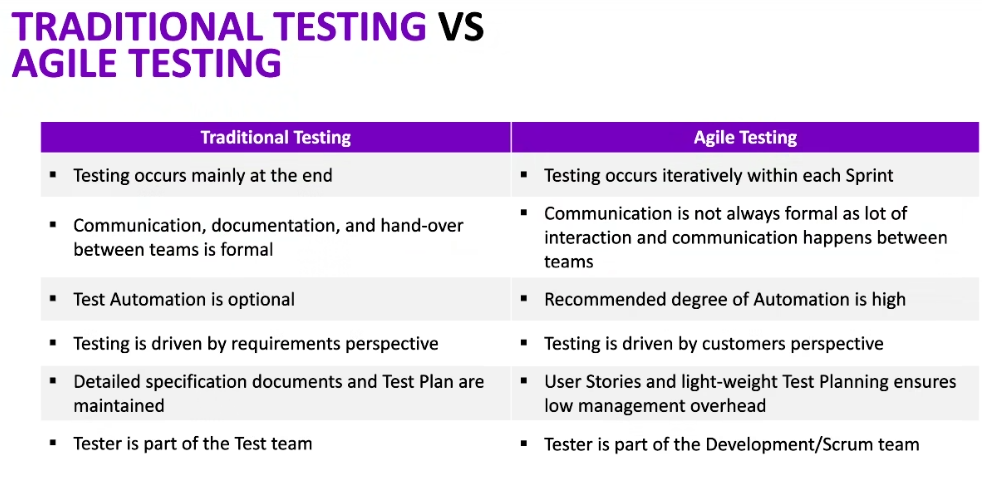 TRADITIONAL TESTING VS
AGILE TESTING
Traditional Testing
Agile Testing
▪ Testing occurs mainly at the end
▪ Testing occurs iteratively within each Sprint
▪ Communication, documentation, and hand-over
between teams is formal
▪ Communication is not always formal as lot of
interaction and communication happens between
teams
▪ Test Automation is optional
▪ Recommended degree of Automation is high
▪ Testing is driven by requirements perspective
▪ Testing is driven by customers perspective
▪ Detailed specification documents and Test Plan are
maintained
▪ User Stories and light-weight Test Planning ensures
low management overhead
▪ Tester is part of the Test team
▪ Tester is part of the Development/Scrum team